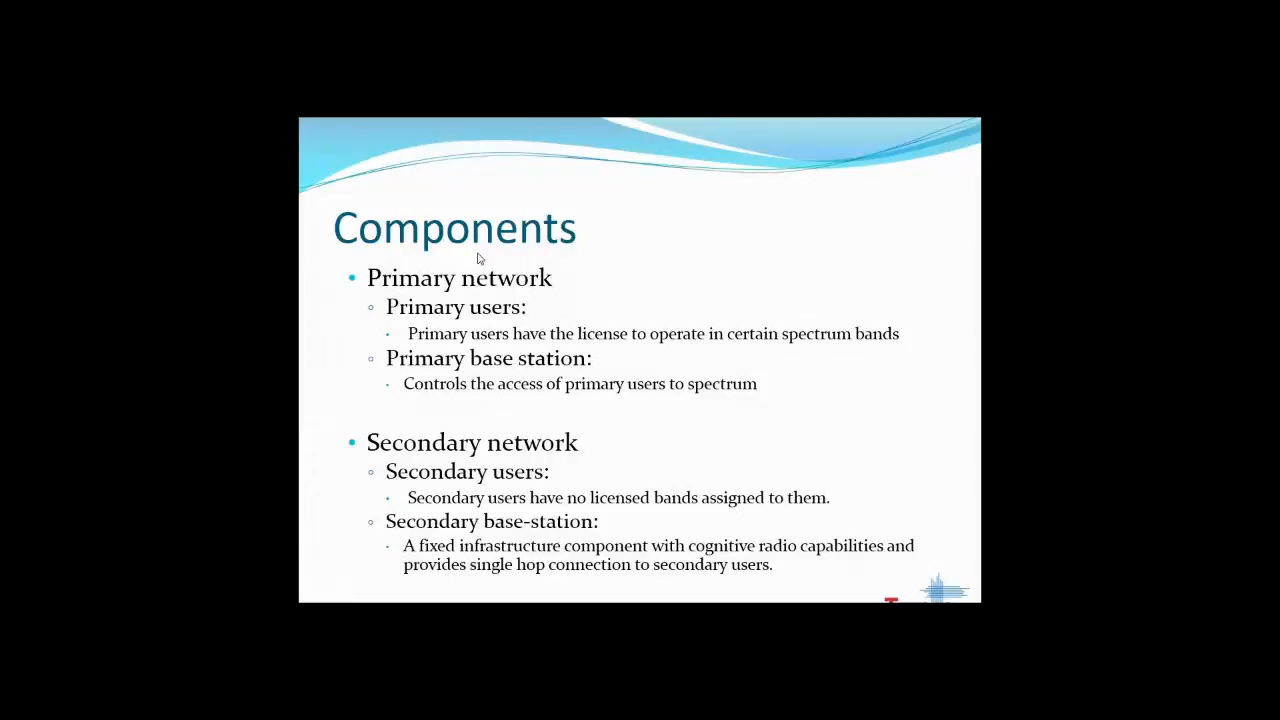 Components
• Primary network
◦ Primary users:
· Primary users have the license to operate in certain spectrum bands
◦ Primary base station:
· Controls the access of primary users to spectrum
• Secondary network
◦ Secondary users:
· Secondary users have no licensed bands assigned to them.
◦ Secondary base-station:
· A fixed infrastructure component with cognitive radio capabilities and
provides single hop connection to secondary users.